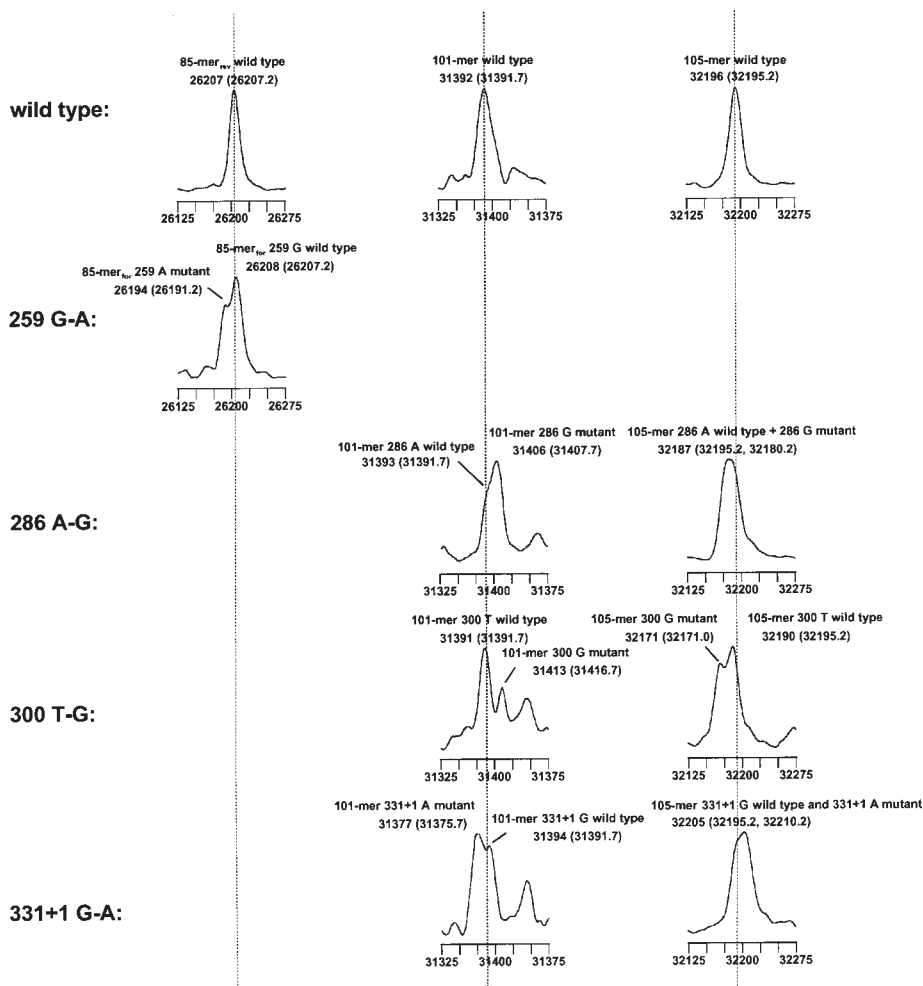 85-merrev wild type
26207 (26207.2)
101-mer wild type
31392 (31391.7)
105-mer wild type
32196 (32195.2)
wild type:
26125 26200 26275
31325 31400 31375
32125 32200 32275
85-merfor 259 G wild type
26208 (26207.2)
85-merfor 259 A mutant
26194 (26191.2)
259 G-A:
26125 26200 26275
101-mer 286 G mutant
31406 (31407.7)
101-mer 286 A wild type
31393 (31391.7)
105-mer 286 A wild type + 286 G mutant
32187 (32195.2, 32180.2)
286 A-G:
31325 31400 31375
32125 32200 32275
101-mer 300 T wild type
31391 (31391.7)
101-mer 300 G mutant
31413 (31416.7)
105-mer 300 G mutant
32171 (32171.0)
105-mer 300 T wild type
32190 (32195.2)
300 T-G:
31325 31400 31375
32125 32200 32275
101-mer 331+1 A mutant
31377 (31375.7)
101-mer 331+1 G wild type
31394 (31391.7)
105-mer 331+1 G wild type and 331+1 A mutant
32205 (32195.2, 32210.2)
331+1 G-A:
31325 31400 31375
32125 32200 32275